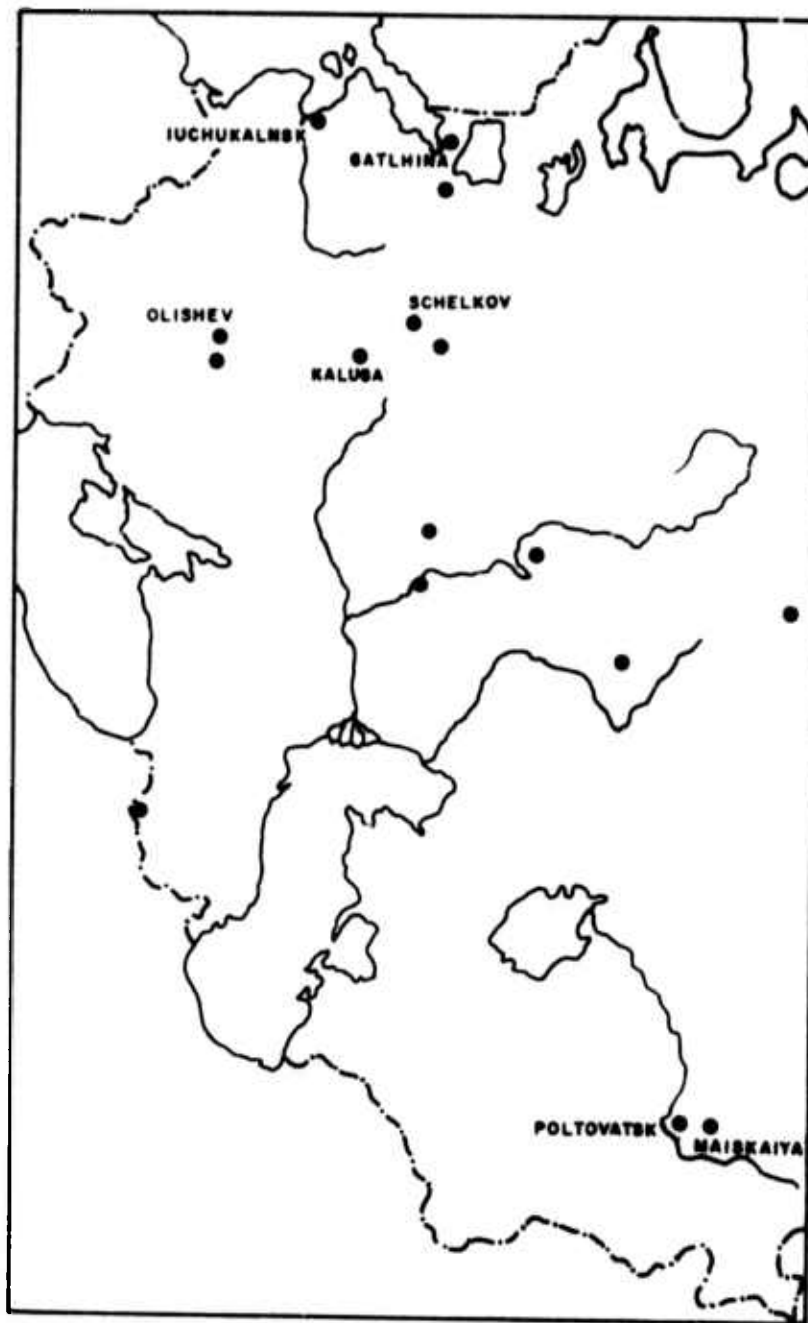 IUCHUKALNSK
GATLHINA
OLISHEV
SCHELKOV
KALUGA
POLTOVATSK
MAISKAIYA